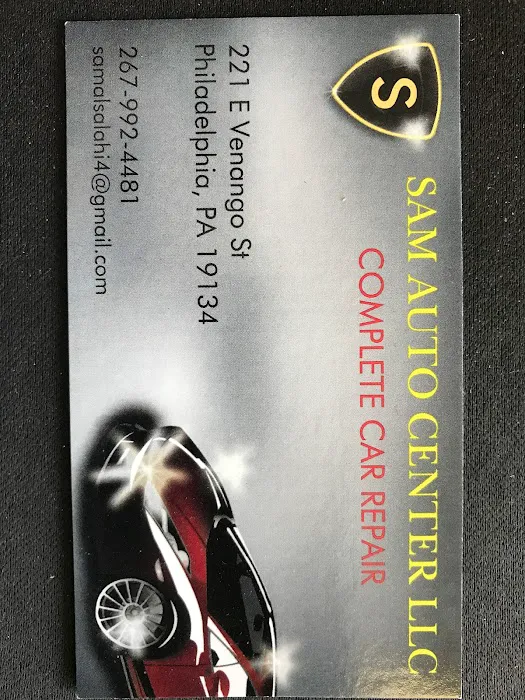 S
SAM AUTO CENTER LLC
COMPLETE CAR REPAIR
221 E Venango St
Philadelphia, PA 19134
267-992-4481
samalsalahi4@gmail.com